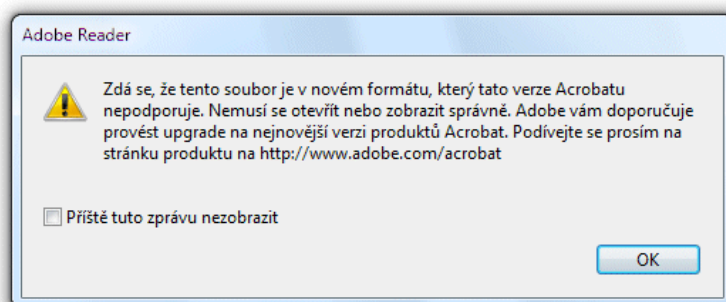 Adobe Reader
Zdá se, že tento soubor je v novém formátu, který tato verze Acrobatu
nepodporuje. Nemusí se otevřít nebo zobrazit správně. Adobe vám doporučuje
provést upgrade na nejnovější verzi produktů Acrobat. Podívejte se prosím na
stránku produktu na http://www.adobe.com/acrobat
Příště tuto zprávu nezobrazit
OK